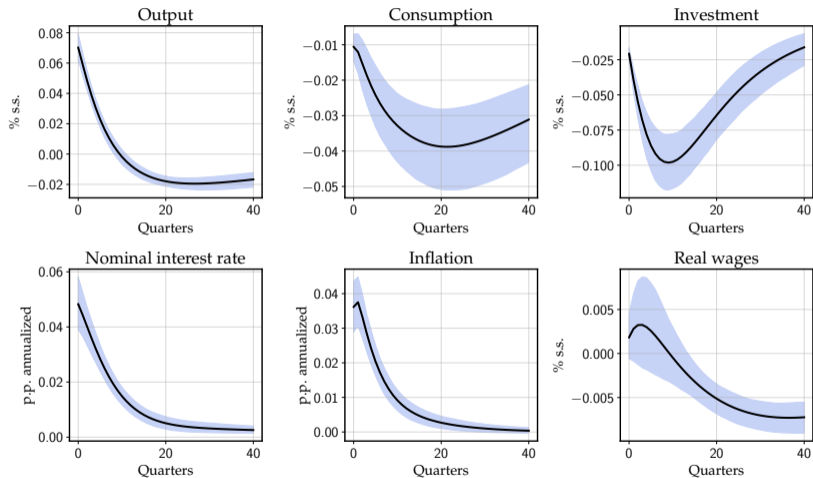 Output
% s.s.
0.08
0.06
0.04
0.02
0.00
−0.02
0
20
40
Quarters
Consumption
% s.s.
−0.01
−0.02
−0.03
−0.04
−0.05
0
20
40
Quarters
Investment
% s.s.
−0.025
−0.050
−0.075
−0.100
0
20
40
Quarters
Nominal interest rate
p.p. annualized
0.06
0.04
0.02
0.00
0
20
40
Quarters
Inflation
p.p. annualized
0.04
0.03
0.02
0.01
0.00
0
20
40
Quarters
Real wages
% s.s.
0.005
0.000
−0.005
0
20
40
Quarters